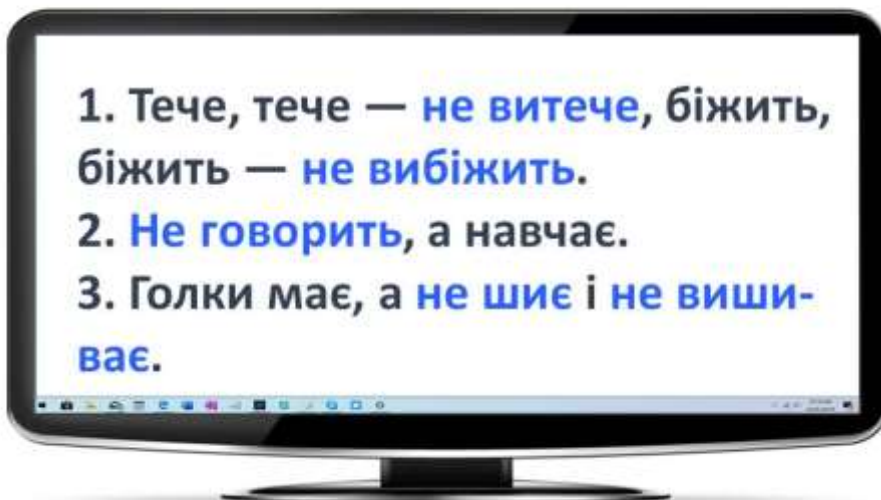 1. Тече, тече — не витече, біжить,
біжить — не вибіжить.
2. Не говорить, а навчає.
3. Голки має, а не шиє і не виши-
ває.